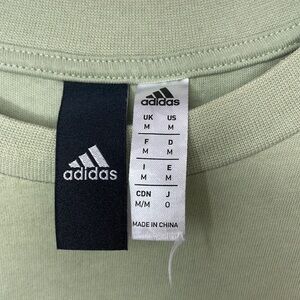 adidas
adidas
UK US
M M
F D
M M
I E
M M
CDN J
M/M O
MADE IN CHINA